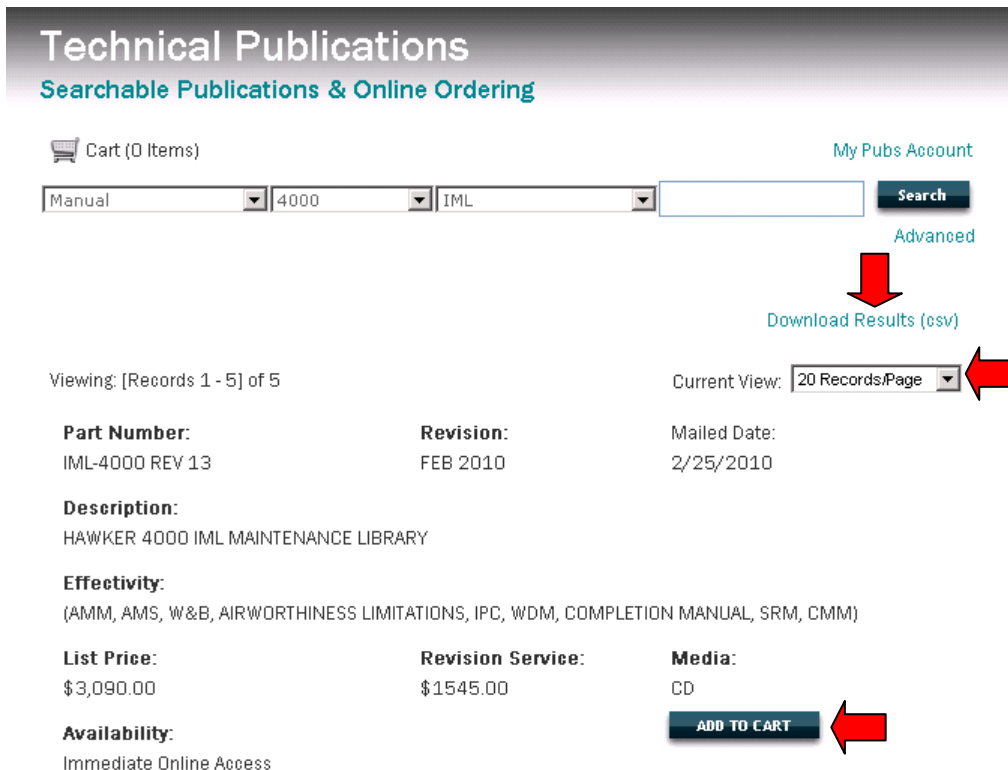 Technical Publications
Searchable Publications & Online Ordering
Cart (0 Items)
My Pubs Account
Manual 4000 IML Search
Advanced
Download Results (csv)
Viewing: [Records 1 - 5] of 5
Current View: 20 Records/Page
Part Number: Revision: Mailed Date:
IML-4000 REV 13 FEB 2010 2/25/2010
Description:
HAWKER 4000 IML MAINTENANCE LIBRARY
Effectivity:
(AMM, AMS, W&B, AIRWORTHINESS LIMITATIONS, IPC, WDM, COMPLETION MANUAL, SRM, CMM)
List Price: Revision Service: Media:
$3,090.00 $1545.00 CD
ADD TO CART
Availability:
Immediate Online Access